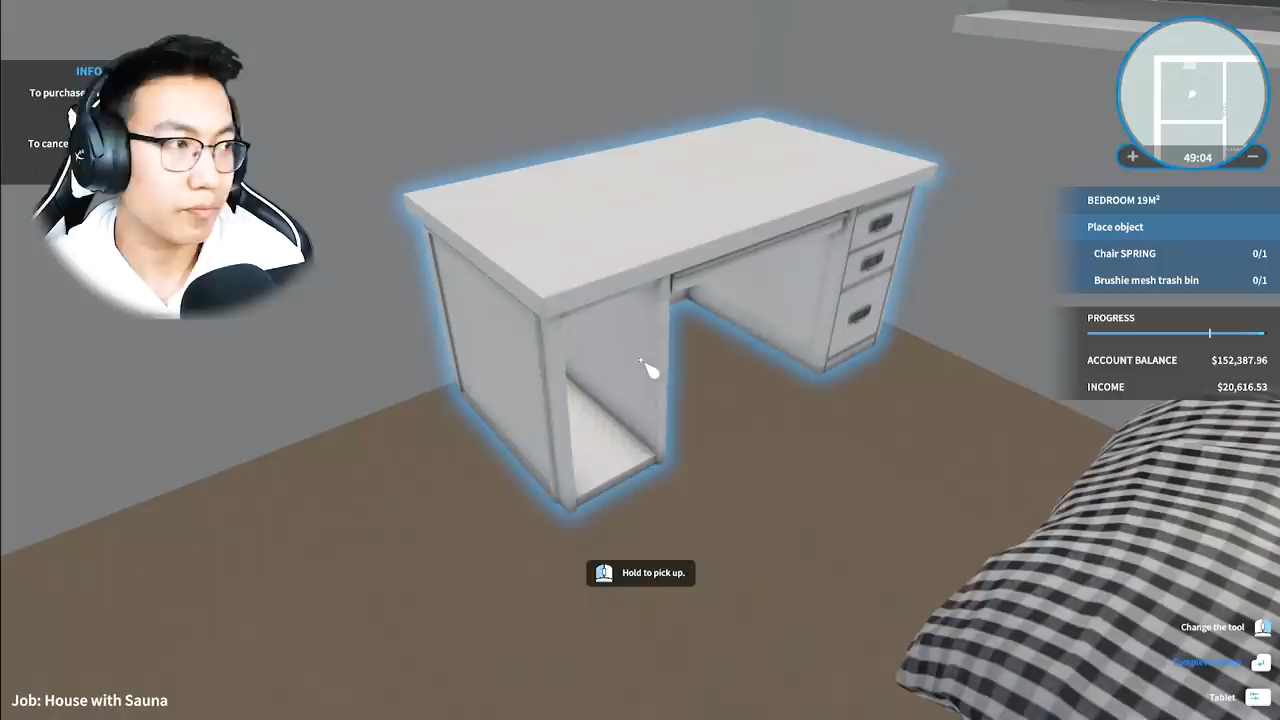 INFO
To purchase
To cance
49:04
BEDROOM 19M²
Place object
Chair SPRING 0/1
Brushie mesh trash bin 0/1
PROGRESS
ACCOUNT BALANCE $152,387.96
INCOME $20,616.53
Hold to pick up.
Change the tool
Tablet
Job: House with Sauna